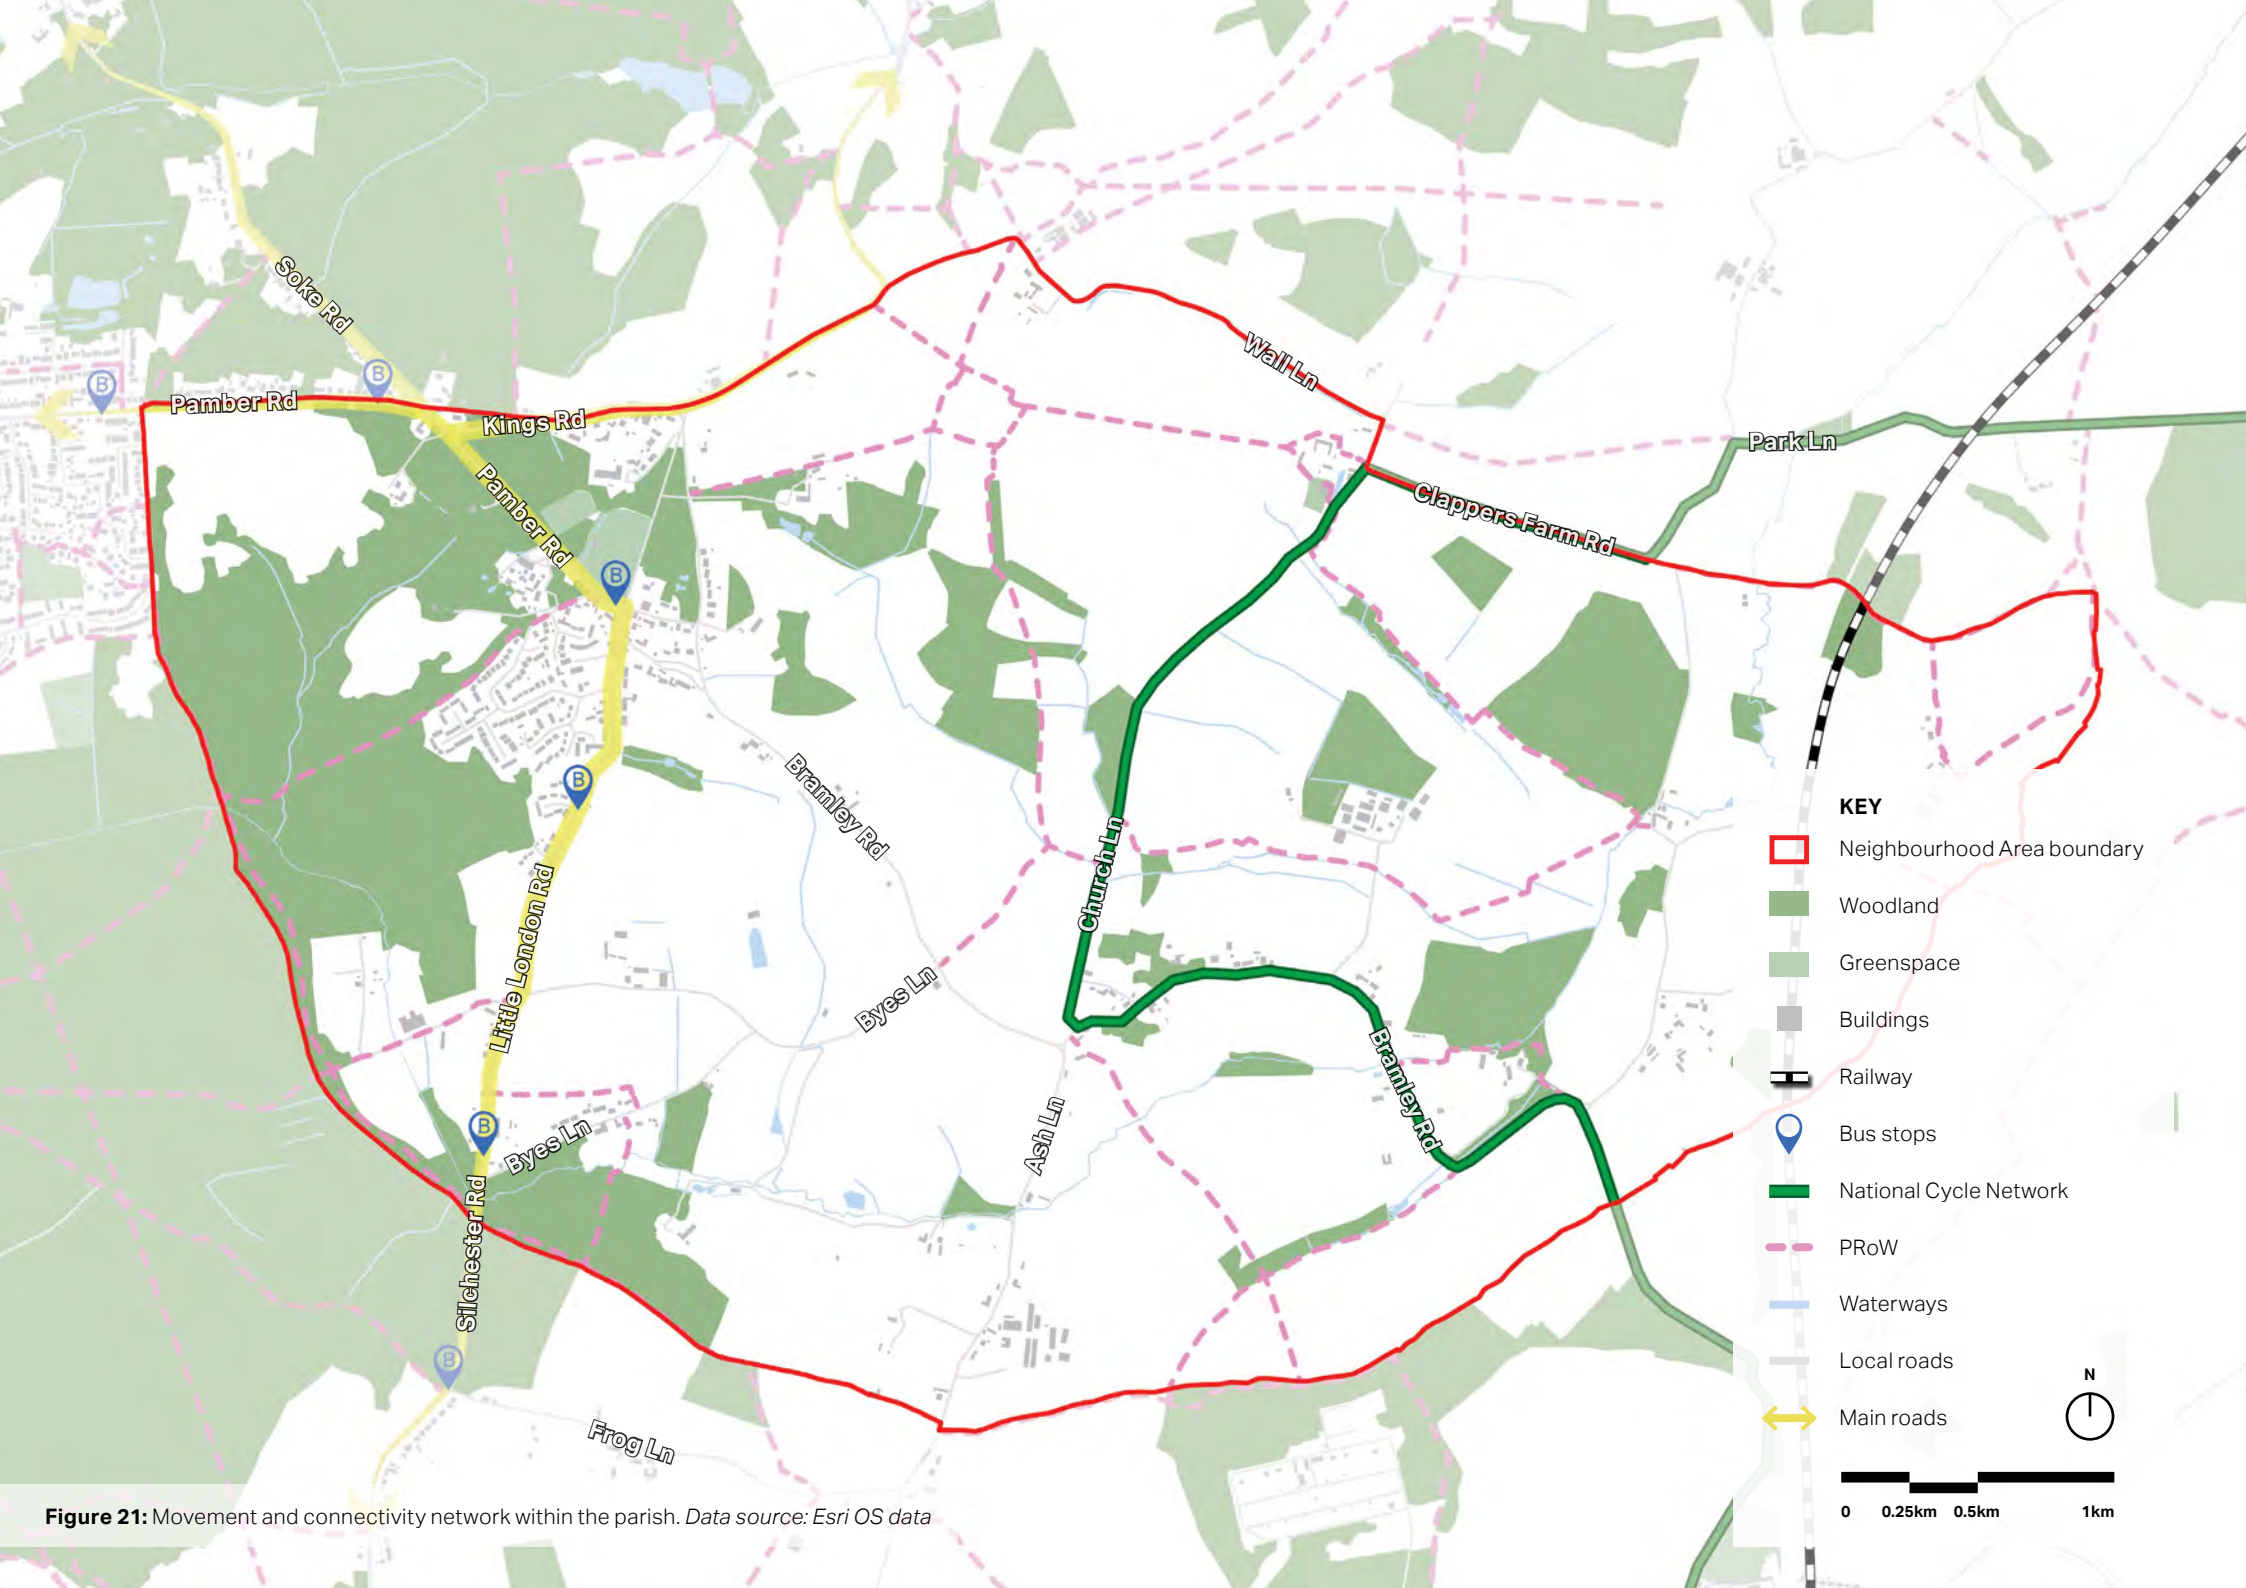 Soke Rd
B
B
Pamber Rd
Kings Rd
Wall Ln
Park Ln
Pamber Rd
Clappers Farm Rd
B
B
Bramley Rd
Church Ln
Little London Rd
Byes Ln
B
Byes Ln
Ash Ln
Bramley Rd
Silchester Rd
B
Frog Ln
KEY
Neighbourhood Area boundary
Woodland
Greenspace
Buildings
Railway
Bus stops
National Cycle Network
PRoW
Waterways
Local roads
Main roads
N
0 0.25km 0.5km 1km
Figure 21: Movement and connectivity network within the parish. Data source: Esri OS data